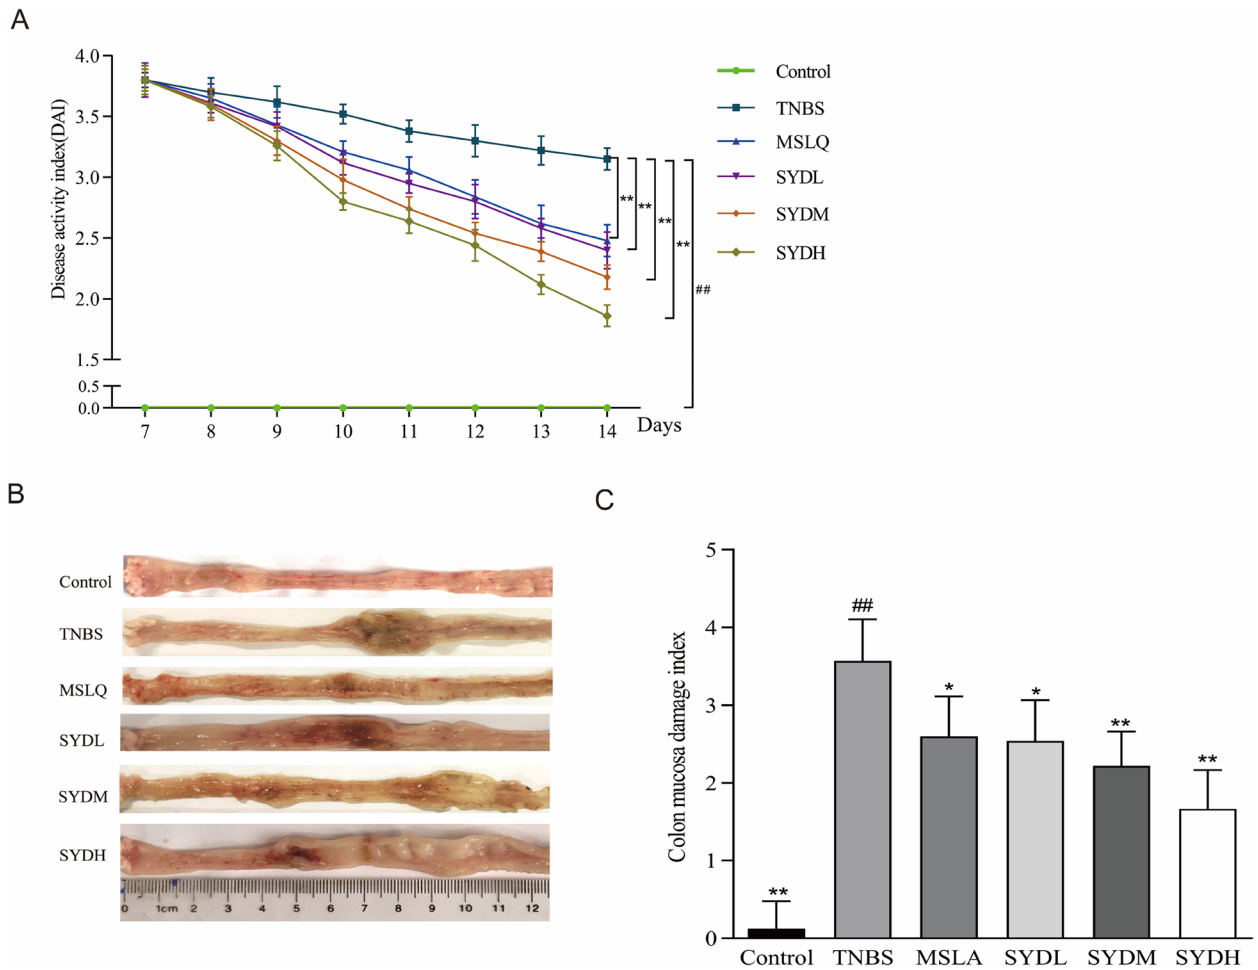 A
Disease activity index(DAI)
4.0
3.5
3.0
2.5
2.0
1.5
0.5
0.0
7 8 9 10 11 12 13 14 Days
**
**
**
**
##
Control
TNBS
MSLQ
SYDL
SYDM
SYDH
B
Control
TNBS
MSLQ
SYDL
SYDM
SYDH
0 1cm 2 3 4 5 6 7 8 9 10 11 12
C
Colon mucosa damage index
5
4
3
2
1
0
**
##
*
*
**
**
Control TNBS MSLA SYDL SYDM SYDH